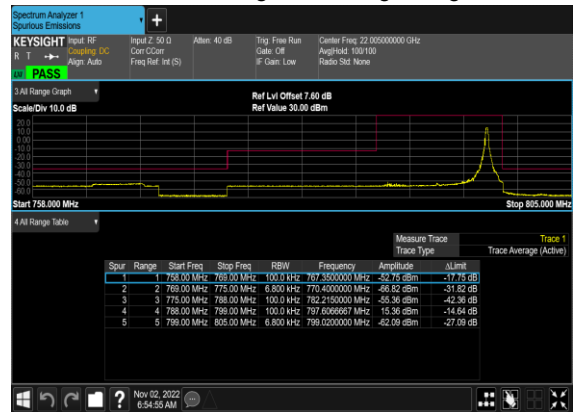 Spectrum Analyzer 1
Spurious Emissions
+
KEYSIGHT Input: RF Input Z: 50 Ω Atten: 40 dB Trig: Free Run Center Freq: 22.005000000 GHz
R T Coupling: DC Corr CCorr Gate: Off Avg|Hold: 100/100
Align: Auto Freq Ref: Int (S) IF Gain: Low Radio Std: None
PASS
3 All Range Graph
Ref Lvl Offset 7.60 dB
Scale/Div 10.0 dB Ref Value 30.00 dBm
20.0
10.0
0.00
-10.0
-20.0
-30.0
-40.0
-50.0
-60.0
Start 758.000 MHz Stop 805.000 MHz
4 All Range Table
Measure Trace Trace 1
Trace Type Trace Average (Active)
Spur Range Start Freq Stop Freq RBW Frequency Amplitude ΔLimit
1 1 758.00 MHz 769.00 MHz 100.0 kHz 767.3500000 MHz -52.75 dBm -17.75 dB
2 2 769.00 MHz 775.00 MHz 6.800 kHz 770.4000000 MHz -66.82 dBm -31.82 dB
3 3 775.00 MHz 788.00 MHz 100.0 kHz 782.2150000 MHz -55.36 dBm -42.36 dB
4 4 788.00 MHz 799.00 MHz 100.0 kHz 797.6066667 MHz 15.36 dBm -14.64 dB
5 5 799.00 MHz 805.00 MHz 6.800 kHz 799.0200000 MHz -62.09 dBm -27.09 dB
? Nov 02, 2022
6:54:55 AM